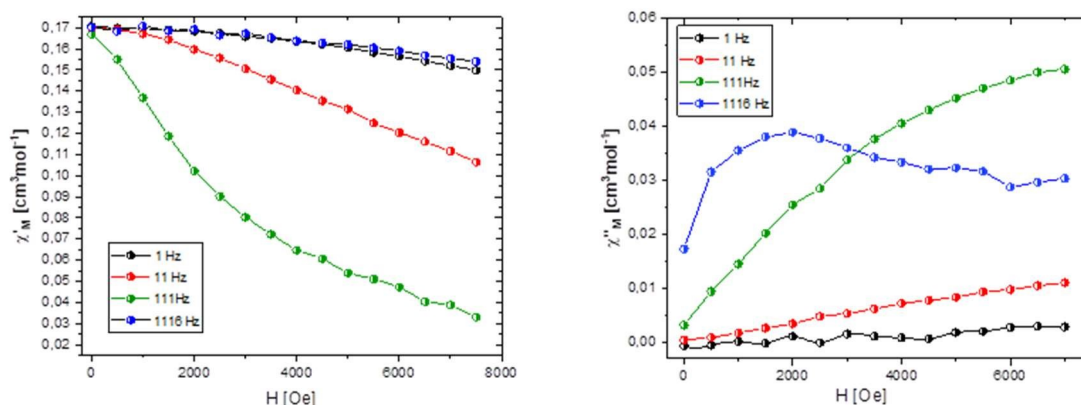 0.17
0.16
0.15
0.14
0.13
0.12
0.11
0.10
0.09
0.08
0.07
0.06
0.05
0.04
0.03
0.02
χ'M [cm³mol⁻¹]
1 Hz
11 Hz
111Hz
1116 Hz
0 2000 4000 6000 8000
H [Oe]
0.06
0.05
0.04
0.03
0.02
0.01
0.00
χ''M [cm³mol⁻¹]
1 Hz
11 Hz
111Hz
1116 Hz
0 2000 4000 6000
H [Oe]